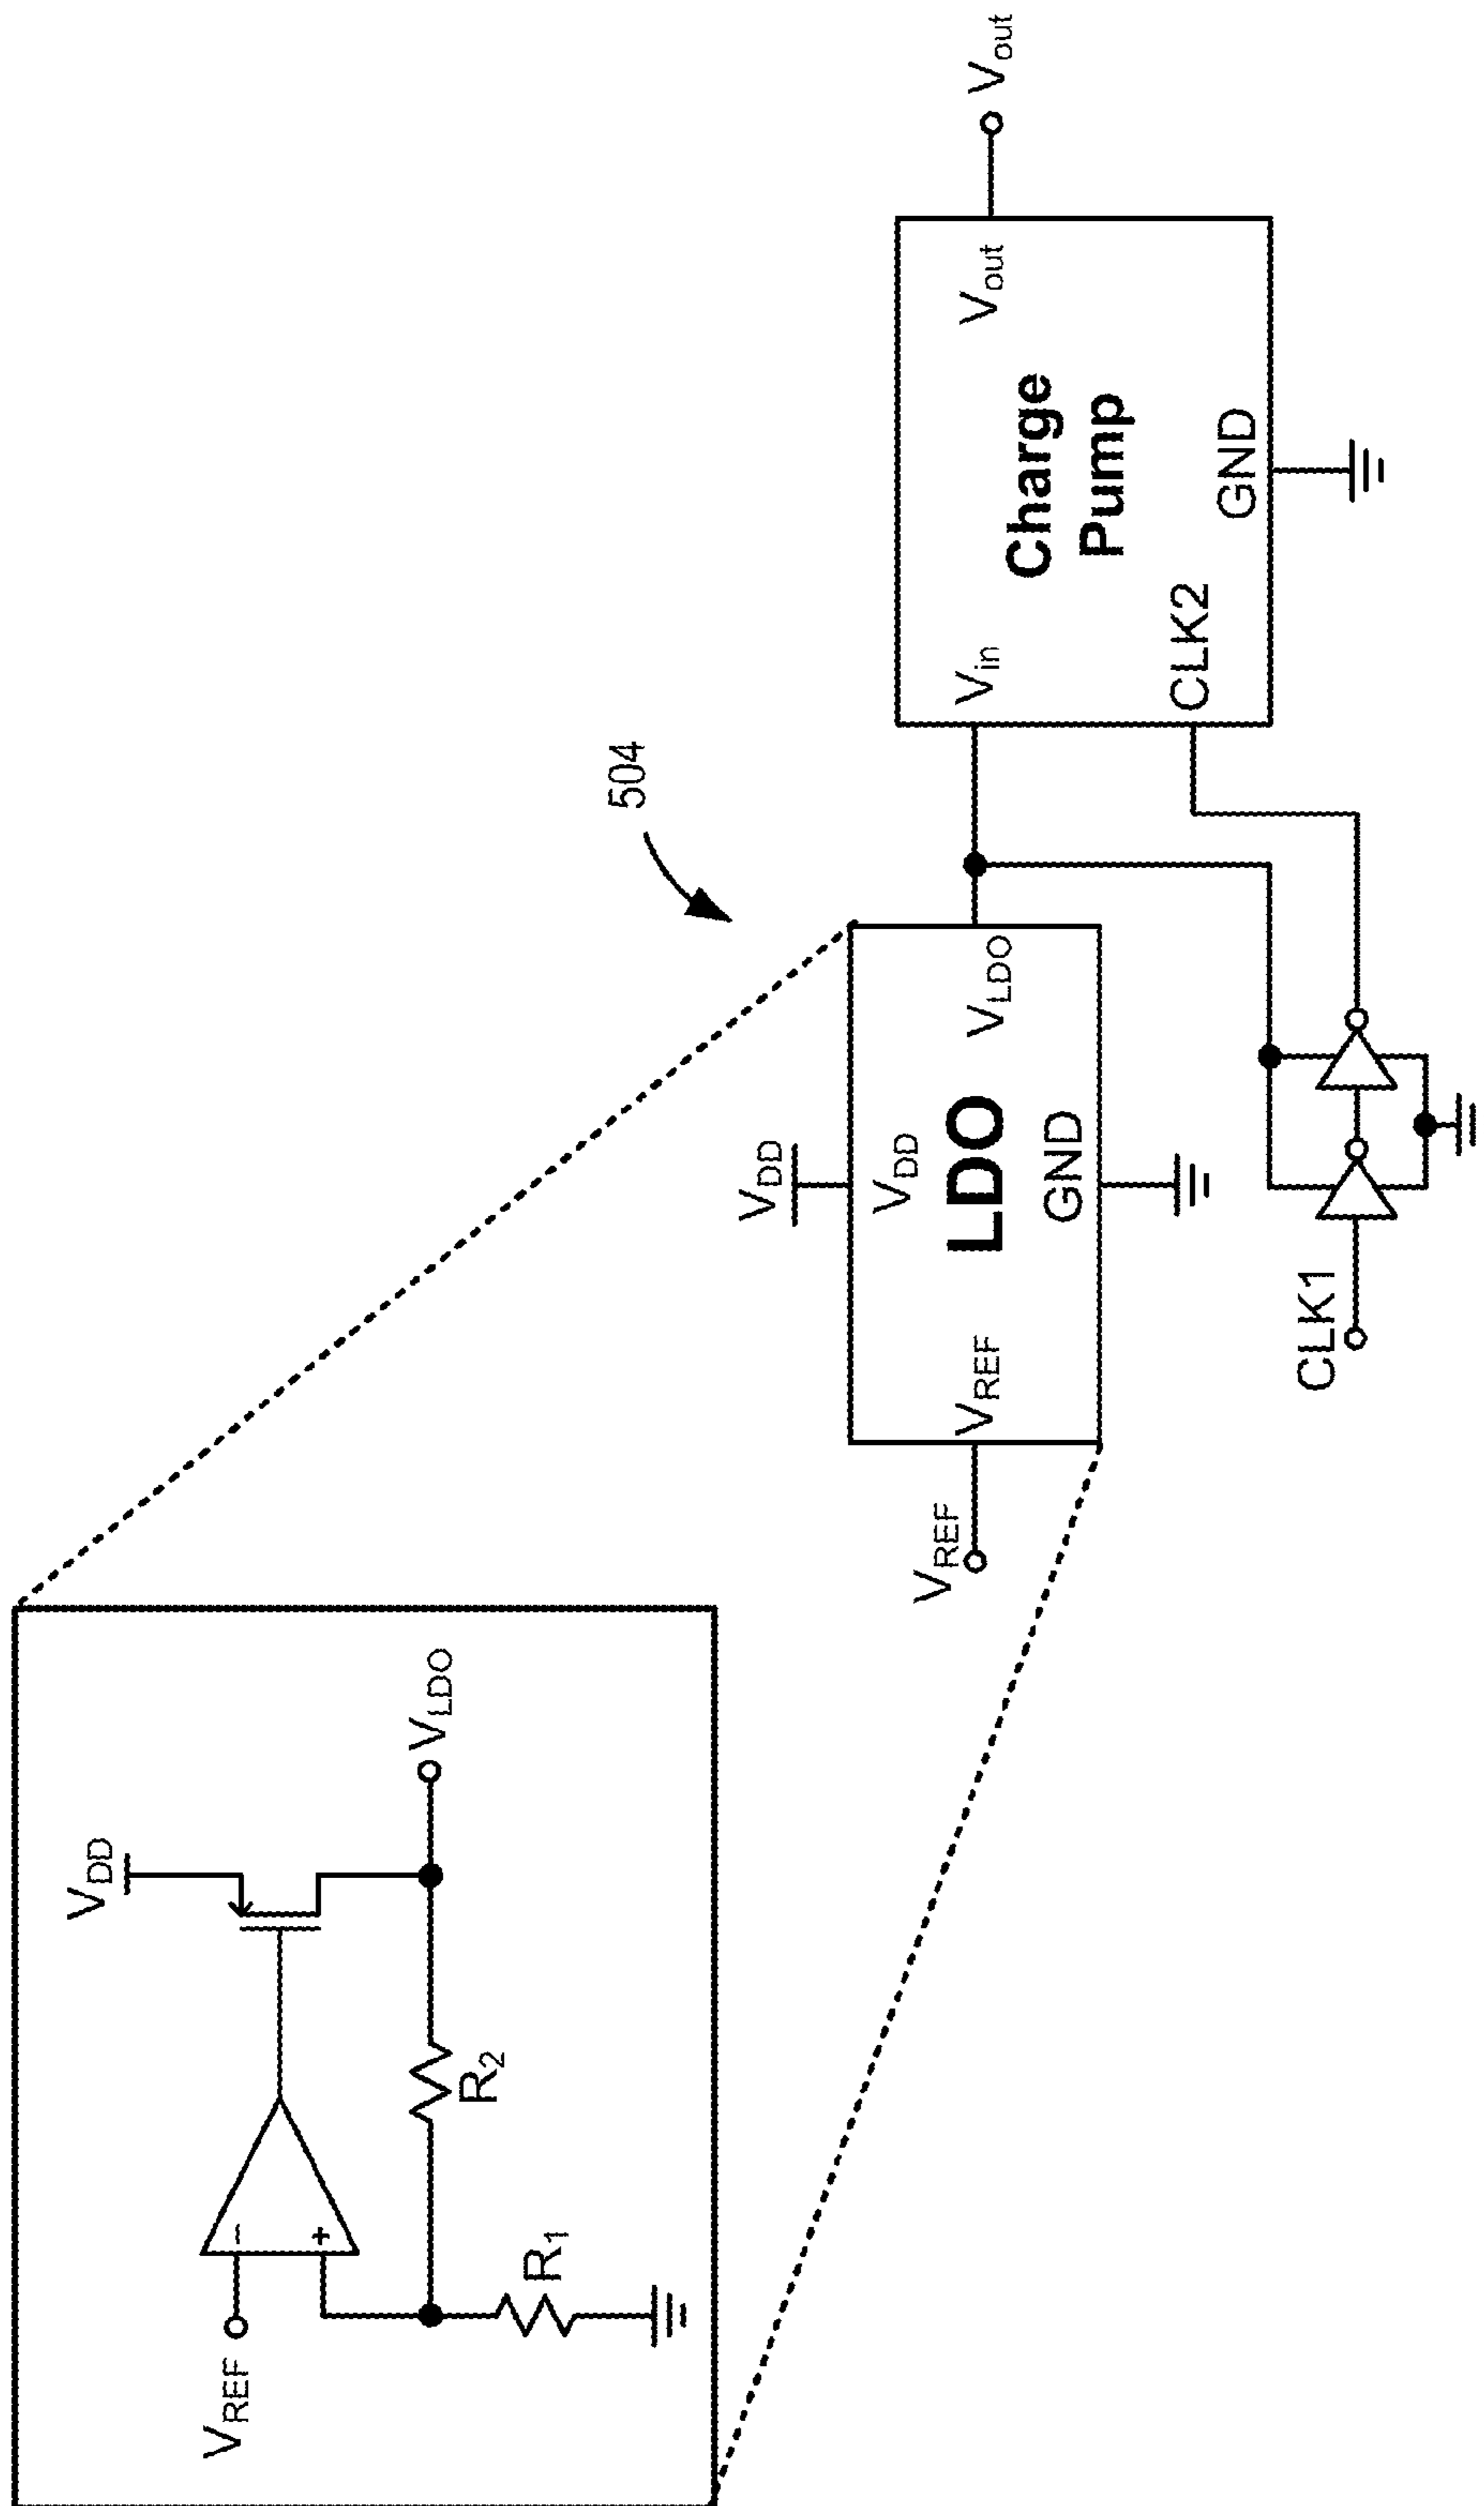 VDD
VREF
−
+
VLDO
R2
R1
504
VDD
VREF
VREF
VDD
LDO
VLDO
GND
Vin
Charge
Pump
Vout
Vout
CLK2
GND
CLK1